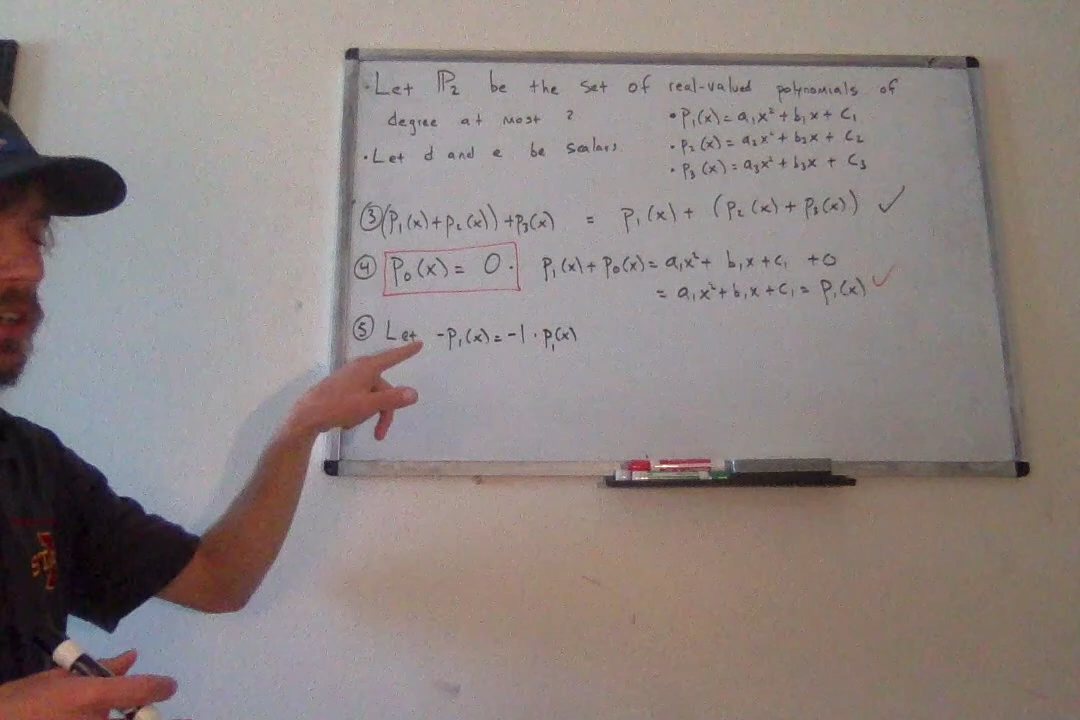 · Let ℙ₂ be the set of real-valued polynomials of
degree at most 2
· Let d and e be scalars
• P₁(x) = a₁x² + b₁x + C₁
• P₂(x) = a₂x² + b₂x + C₂
• P₃(x) = a₃x² + b₃x + C₃
③ (P₁(x) + P₂(x)) + P₃(x) = P₁(x) + (P₂(x) + P₃(x)) ✓
④ P₀(x) = 0. P₁(x) + P₀(x) = a₁x² + b₁x + C₁ + 0
= a₁x² + b₁x + C₁ = P₁(x) ✓
⑤ Let -P₁(x) = -1 · P₁(x)